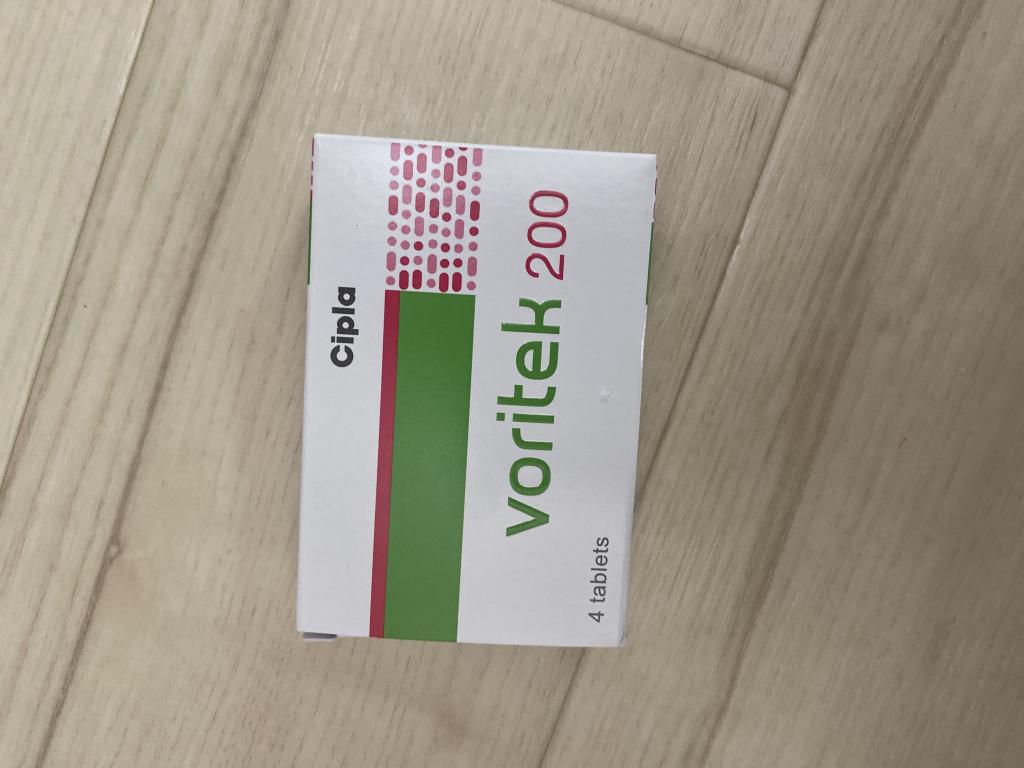 Cipla
voritek 200
4 tablets